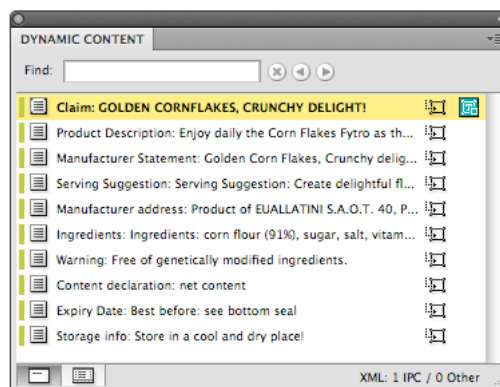 DYNAMIC CONTENT
Find:
Claim: GOLDEN CORNFLAKES, CRUNCHY DELIGHT!
Product Description: Enjoy daily the Corn Flakes Fytro as th...
Manufacturer Statement: Golden Corn Flakes, Crunchy delig...
Serving Suggestion: Serving Suggestion: Create delightful fl...
Manufacturer address: Product of EUALLATINI S.A.O.T. 40, P...
Ingredients: Ingredients: corn flour (91%), sugar, salt, vitam...
Warning: Free of genetically modified ingredients.
Content declaration: net content
Expiry Date: Best before: see bottom seal
Storage info: Store in a cool and dry place!
XML: 1 IPC / 0 Other